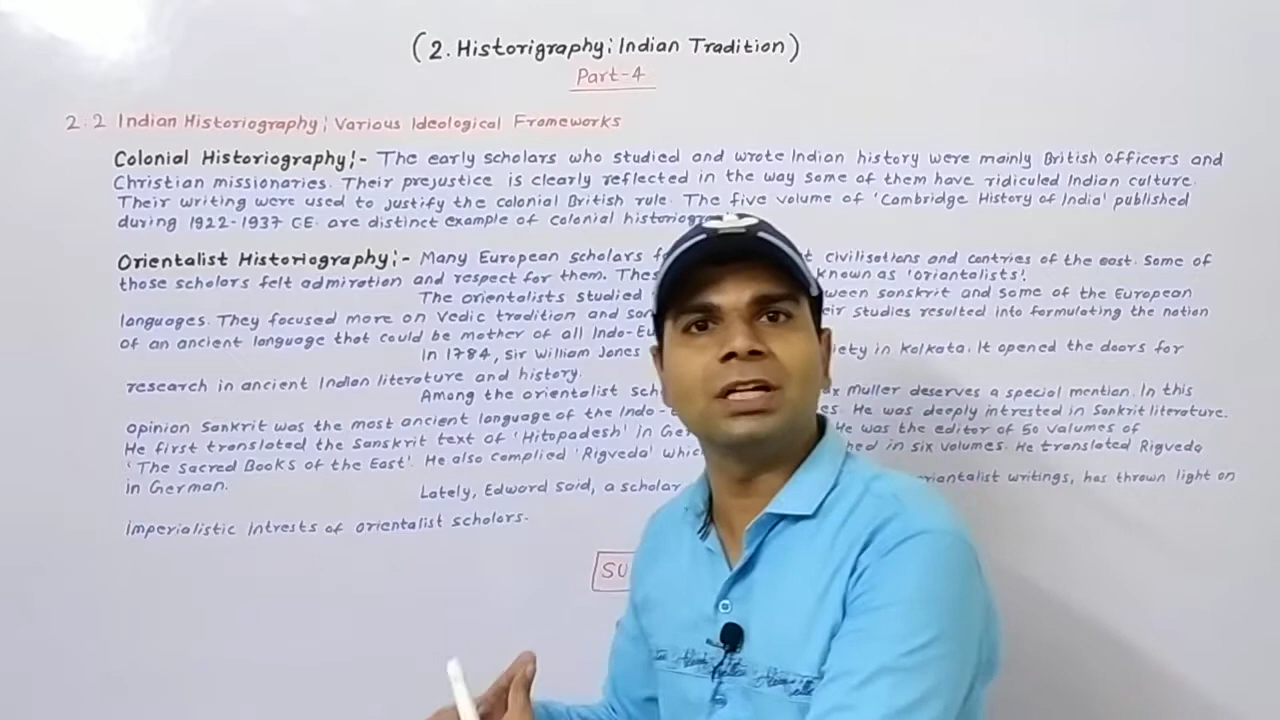 (2. Historigraphy; Indian Tradition)
Part-4
2.2 Indian Historiography; Various Ideological Frameworks
Colonial Historiography:- The early scholars who studied and wrote Indian history were mainly British Officers and
Christian missionaries. Their prejustice is clearly reflected in the way some of them have ridiculed Indian culture.
Their writing were used to justify the colonial British rule. The five volume of 'Cambridge History of India' published
during 1922-1937 CE. are distinct example of colonial
Orientalist Historiography:- Many European scholars civilisations and contries of the east. Some of
those scholars felt admiration and respect for them. known as 'oriantalists'.
The orientalists studied sanskrit and some of the European
languages. They focused more on Vedic tradition and studies resulted into formulating the notion
of an ancient language that could be mother of all
In 1784, Sir William Jones in Kolkata. It opened the doors for
research in ancient Indian literature and history.
Among the orientalist Muller deserves a special mention. In this
opinion Sankrit was the most ancient language of the He was deeply intrested in Sankrit literature.
He first translated the Sanskrit text of 'Hitopadesh' in He was the editor of 50 volumes of
'The Sacred Books of the East'. He also complied 'Rigveda' in six volumes. He translated Rigveda
in German.
Lately, Edword Said, a scholar writings, has thrown light on
imperialistic intrests of orientalist scholars.
SU